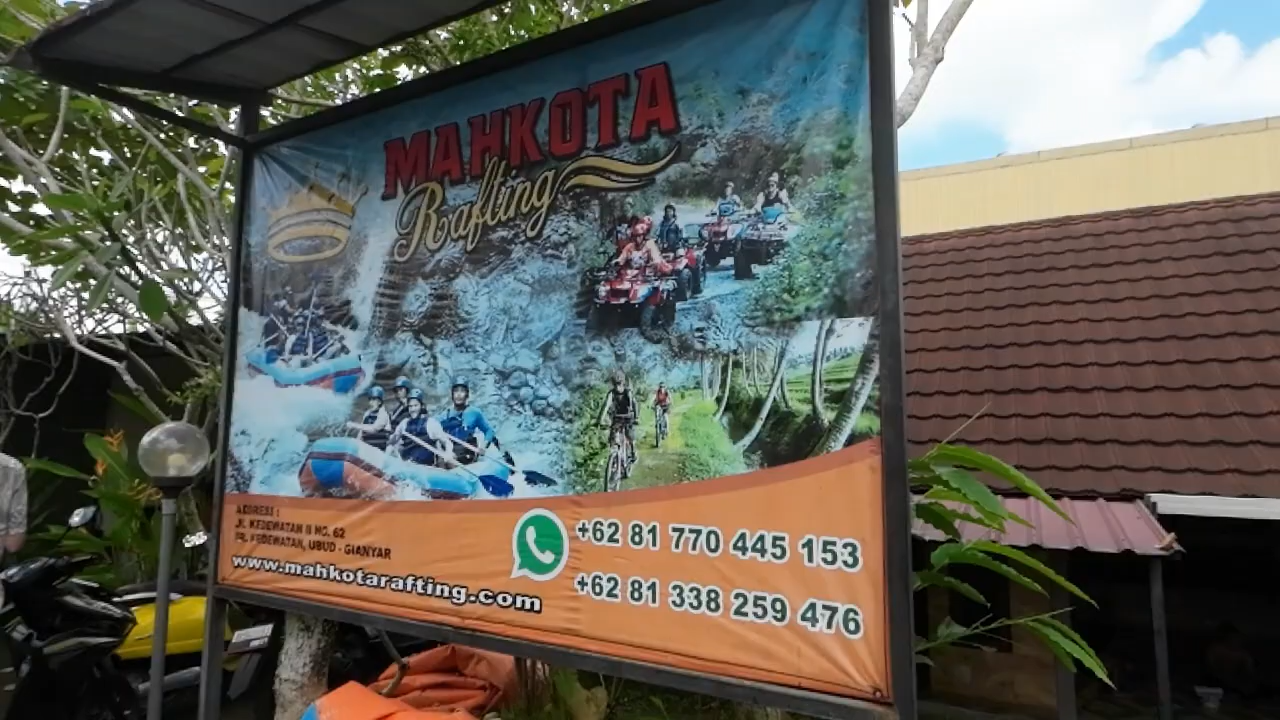 MAHKOTA
Rafting
ADDRESS :
JL KEDEWATAN II NO. 62
BR. KEDEWATAN, UBUD - GIANYAR
www.mahkotarafting.com
+62 81 770 445 153
+62 81 338 259 476